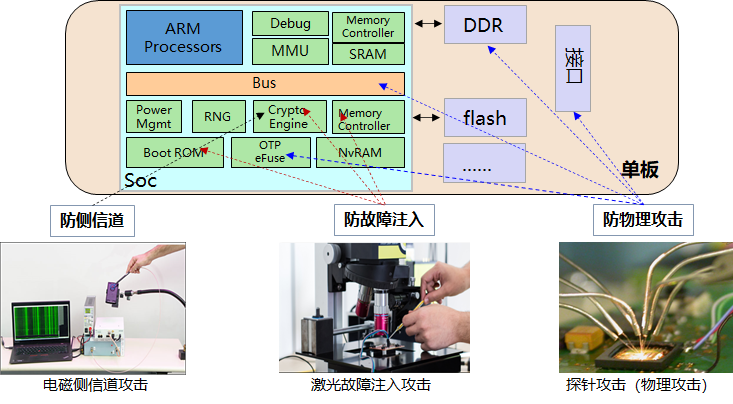 ARM
Processors
Debug
Memory
Controller
MMU
SRAM
DDR
接口
Bus
Power
Mgmt
RNG
Crypto
Engine
Memory
Controller
flash
Boot ROM
OTP
eFuse
NvRAM
......
Soc
单板
防侧信道
防故障注入
防物理攻击
电磁侧信道攻击
激光故障注入攻击
探针攻击（物理攻击）